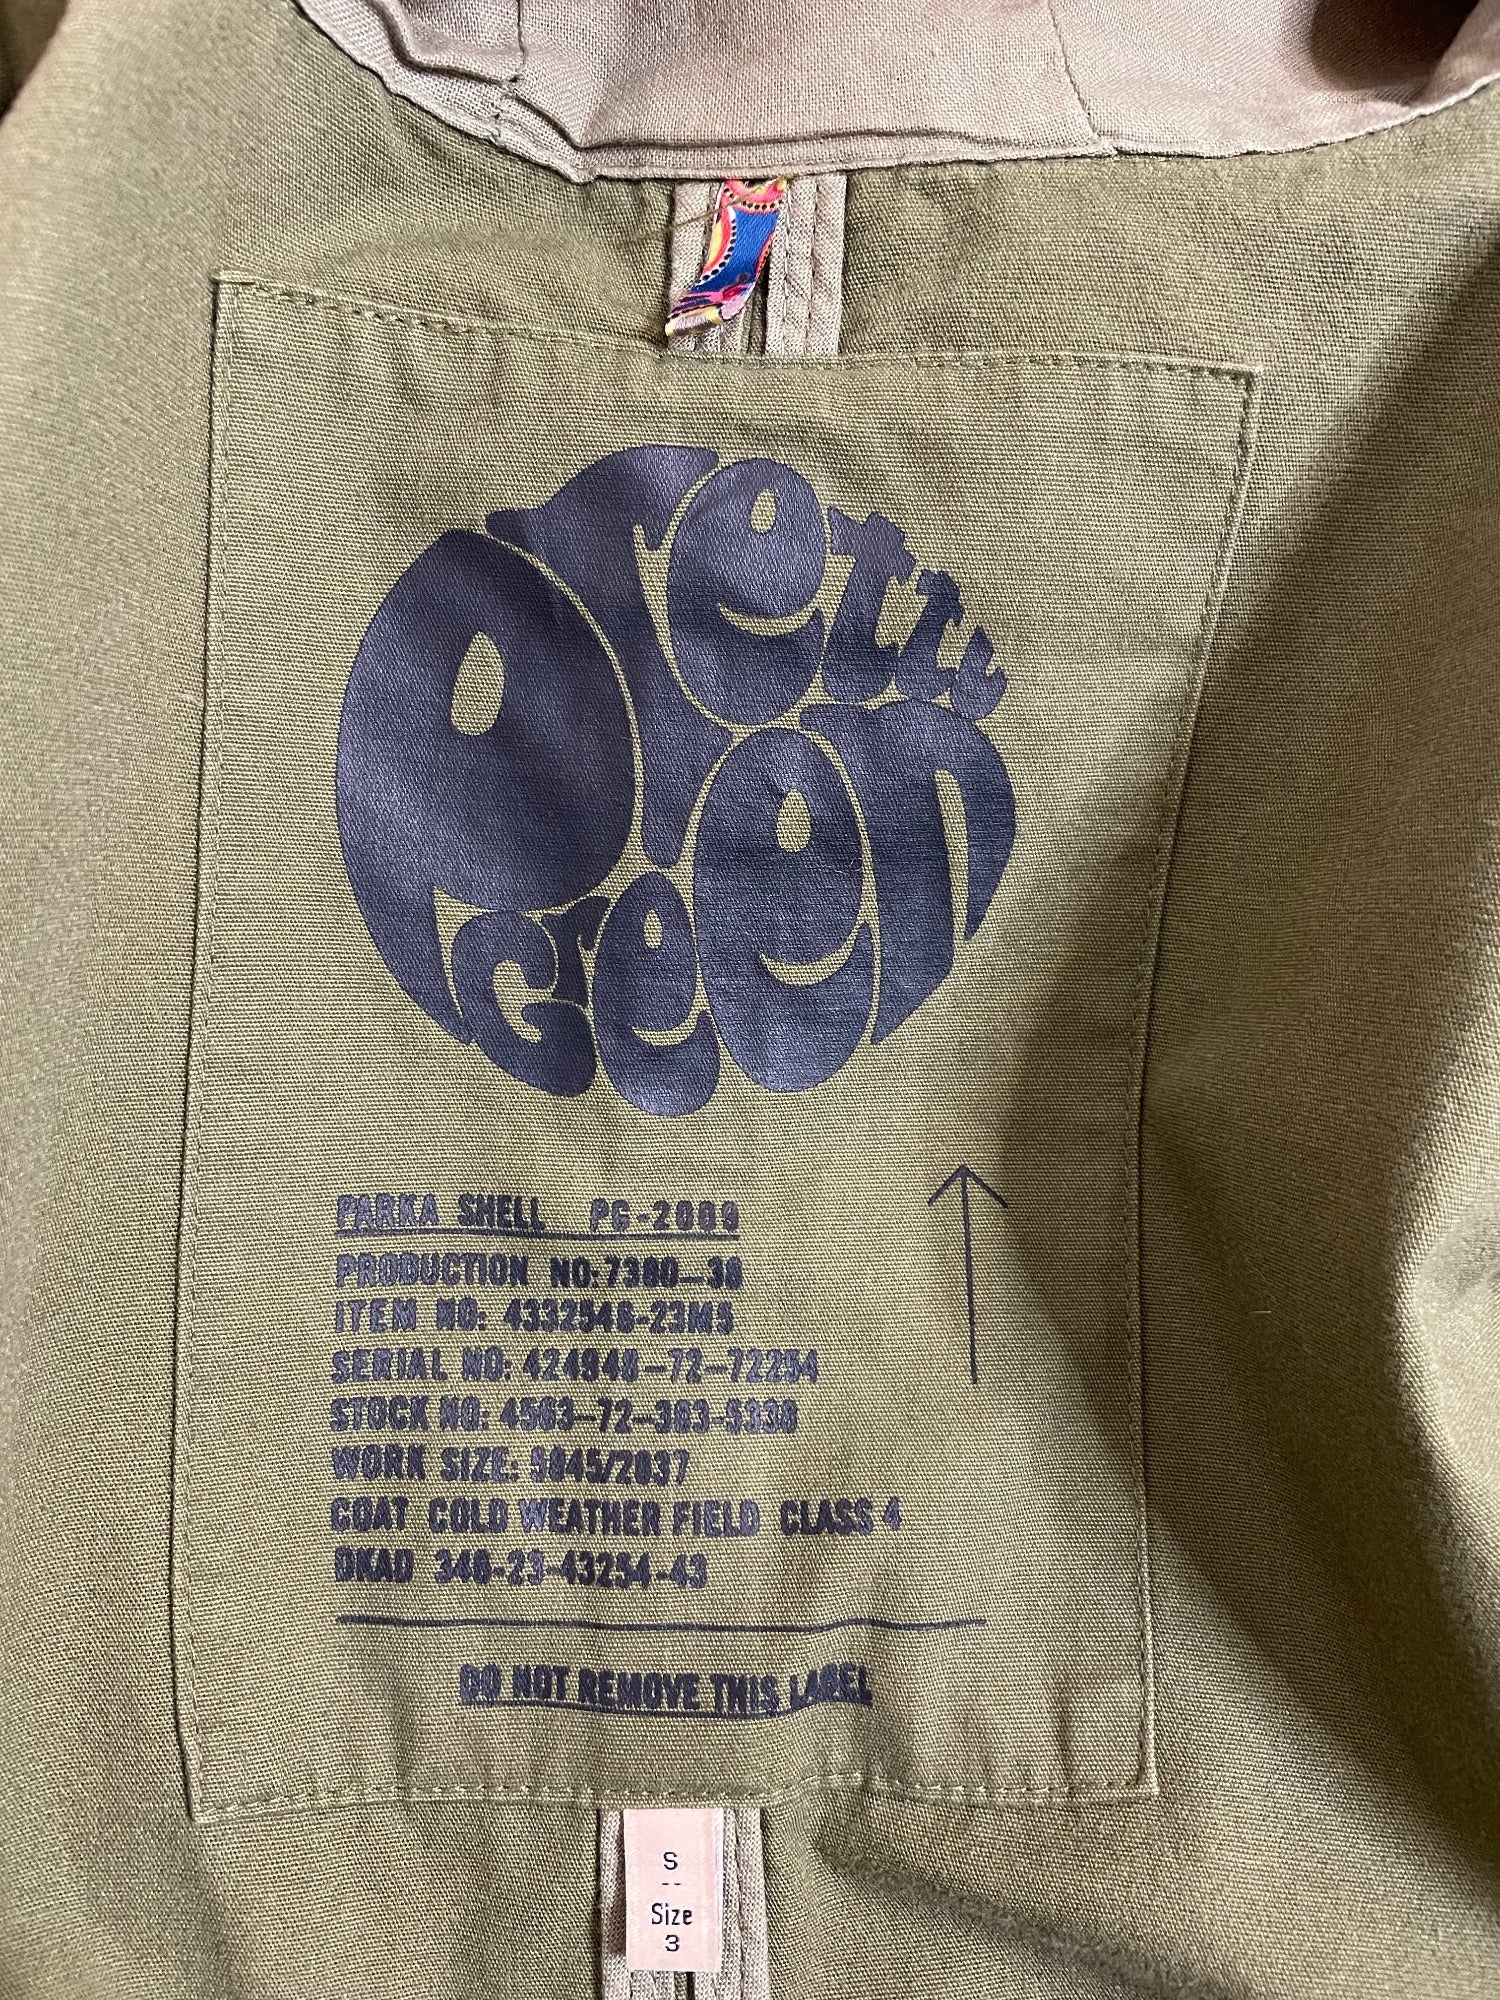 Pretty
Green
PARKA SHELL PG-2009
PRODUCTION NO:7380-38
ITEM NO: 4332546-23M5
SERIAL NO: 424948-72-72254
STOCK NO: 4563-72-383-5338
WORK SIZE: 9845/2037
COAT COLD WEATHER FIELD CLASS 4
DKAD 346-23-43254-43
DO NOT REMOVE THIS LABEL
S
--
Size
3